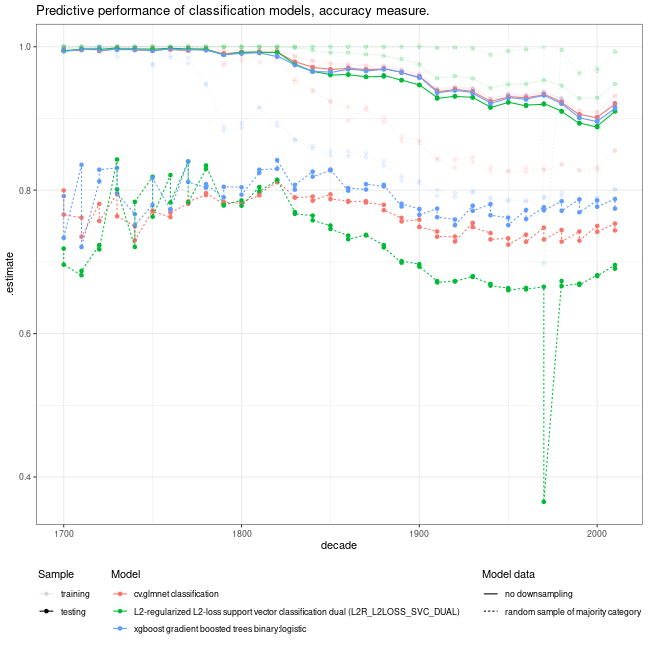 Predictive performance of classification models, accuracy measure.
1.0
0.8
0.6
0.4
.estimate
1700
1800
1900
2000
decade
Sample
training
testing
Model
cv.glmnet classification
L2-regularized L2-loss support vector classification dual (L2R_L2LOSS_SVC_DUAL)
xgboost gradient boosted trees binary:logistic
Model data
no downsampling
random sample of majority category